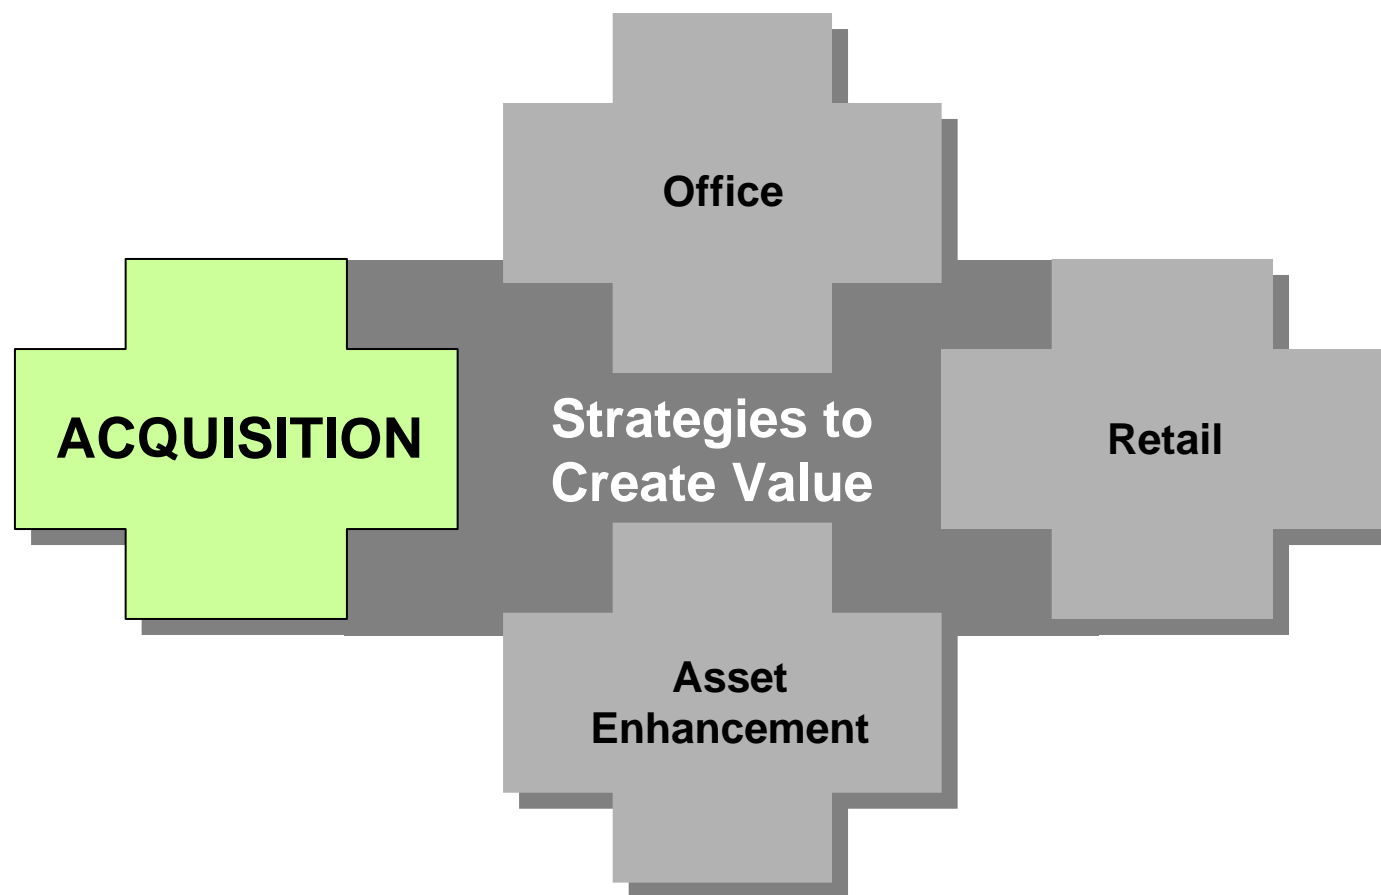 Office
ACQUISITION
Strategies to
Create Value
Retail
Asset
Enhancement